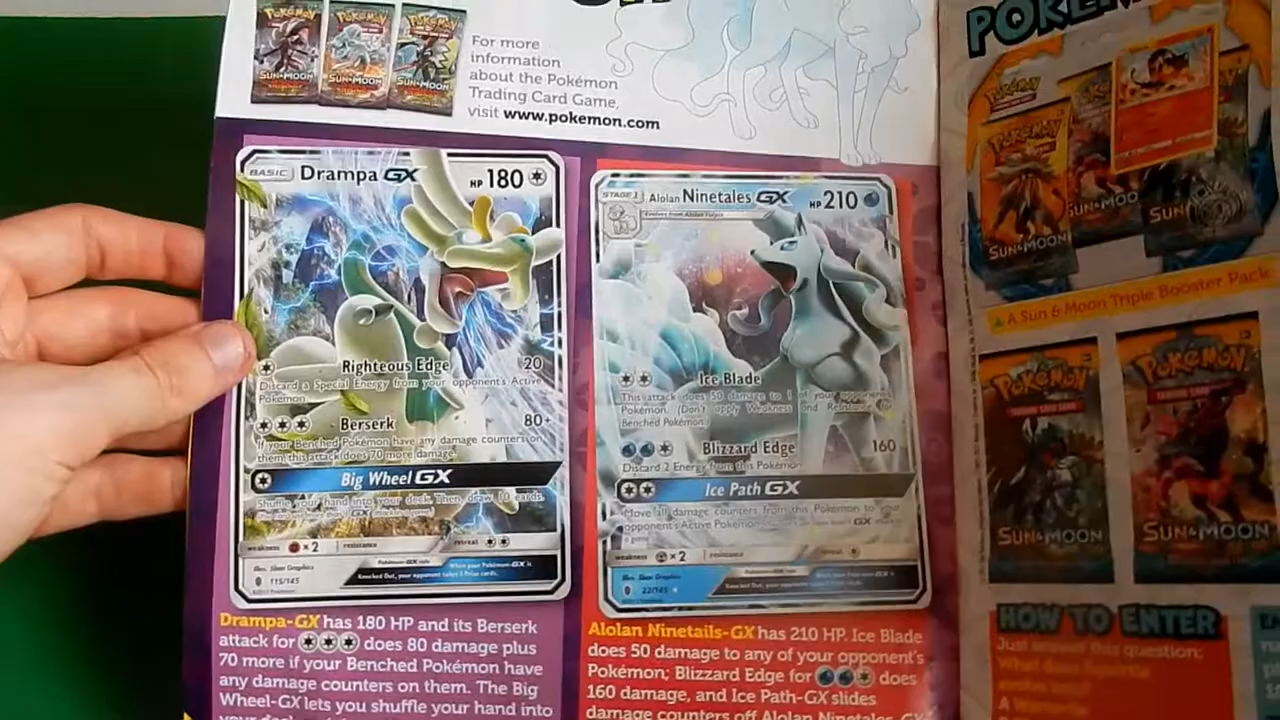 Pokémon
SUN & MOON
Pokémon
SUN & MOON
Pokémon
SUN & MOON
For more
information
about the Pokémon
Trading Card Game,
visit www.pokemon.com
BASIC Drampa GX HP 180
Righteous Edge 20
Discard a Special Energy from your opponent's Active
Pokémon.
Berserk 80+
If your Benched Pokémon have any damage counters on
them, this attack does 70 more damage.
Big Wheel GX
Shuffle your hand into your deck. Then, draw 10 cards.
weakness ×2 resistance retreat
Pokémon-GX rule When your Pokémon-GX is
Knocked Out, your opponent takes 2 Prize cards.
115/145
Drampa-GX has 180 HP and its Berserk
attack for does 80 damage plus
70 more if your Benched Pokémon have
any damage counters on them. The Big
Wheel-GX lets you shuffle your hand into
STAGE 1 Alolan Ninetales GX HP 210
Evolves from Alolan Vulpix
Ice Blade
This attack does 50 damage to 1 of your opponent's
Pokémon. (Don't apply Weakness and Resistance for
Benched Pokémon.)
Blizzard Edge 160
Discard 2 Energy from this Pokémon.
Ice Path GX
Move all damage counters from this Pokémon to your
opponent's Active Pokémon.
weakness ×2 resistance retreat
22/145
Alolan Ninetails-GX has 210 HP. Ice Blade
does 50 damage to any of your opponent's
Pokémon; Blizzard Edge for does
160 damage, and Ice Path-GX slides
damage counters off Alolan Ninetales-GX
Pokémon
SUN & MOON
A Sun & Moon Triple Booster Pack
Pokémon
SUN & MOON
Pokémon
SUN & MOON
HOW TO ENTER
Just answer this question: